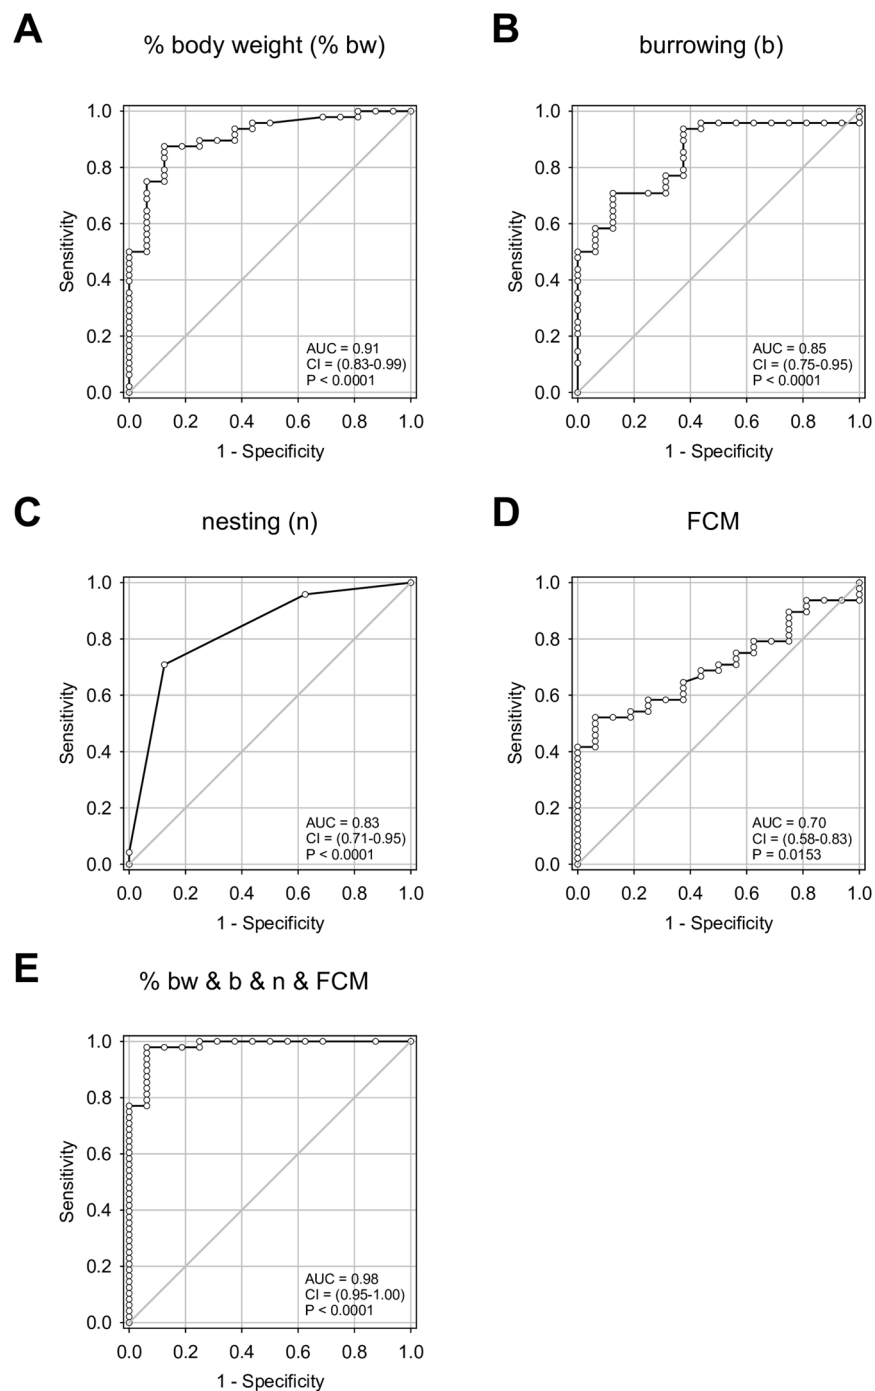 A
% body weight (% bw)
1.0
0.8
0.6
0.4
0.2
0.0
Sensitivity
AUC = 0.91
CI = (0.83-0.99)
P < 0.0001
0.0 0.2 0.4 0.6 0.8 1.0
1 - Specificity
B
burrowing (b)
1.0
0.8
0.6
0.4
0.2
0.0
Sensitivity
AUC = 0.85
CI = (0.75-0.95)
P < 0.0001
0.0 0.2 0.4 0.6 0.8 1.0
1 - Specificity
C
nesting (n)
1.0
0.8
0.6
0.4
0.2
0.0
Sensitivity
AUC = 0.83
CI = (0.71-0.95)
P < 0.0001
0.0 0.2 0.4 0.6 0.8 1.0
1 - Specificity
D
FCM
1.0
0.8
0.6
0.4
0.2
0.0
Sensitivity
AUC = 0.70
CI = (0.58-0.83)
P = 0.0153
0.0 0.2 0.4 0.6 0.8 1.0
1 - Specificity
E
% bw & b & n & FCM
1.0
0.8
0.6
0.4
0.2
0.0
Sensitivity
AUC = 0.98
CI = (0.95-1.00)
P < 0.0001
0.0 0.2 0.4 0.6 0.8 1.0
1 - Specificity